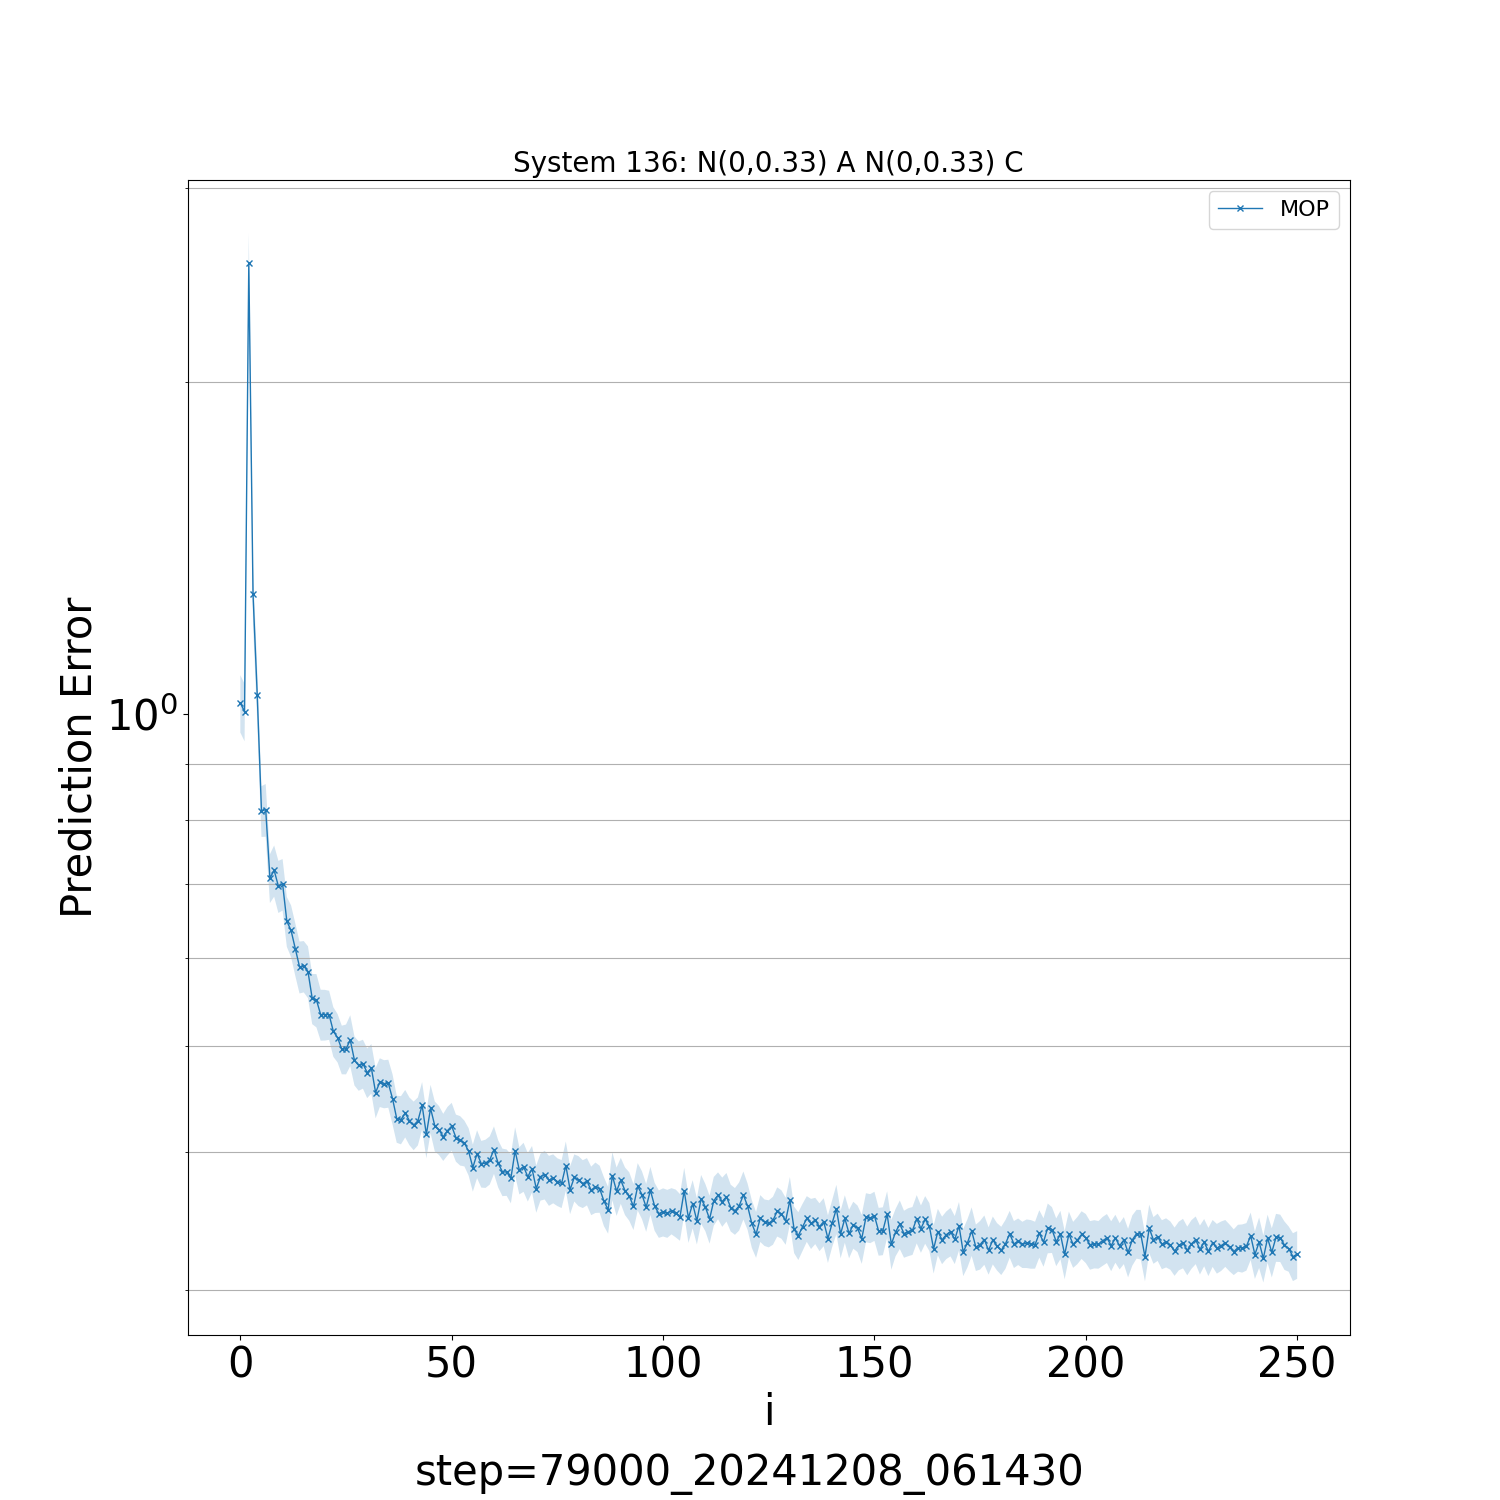 System 136: N(0,0.33) A N(0,0.33) C
MOP
Prediction Error
10⁰
0 50 100 150 200 250
i
step=79000_20241208_061430